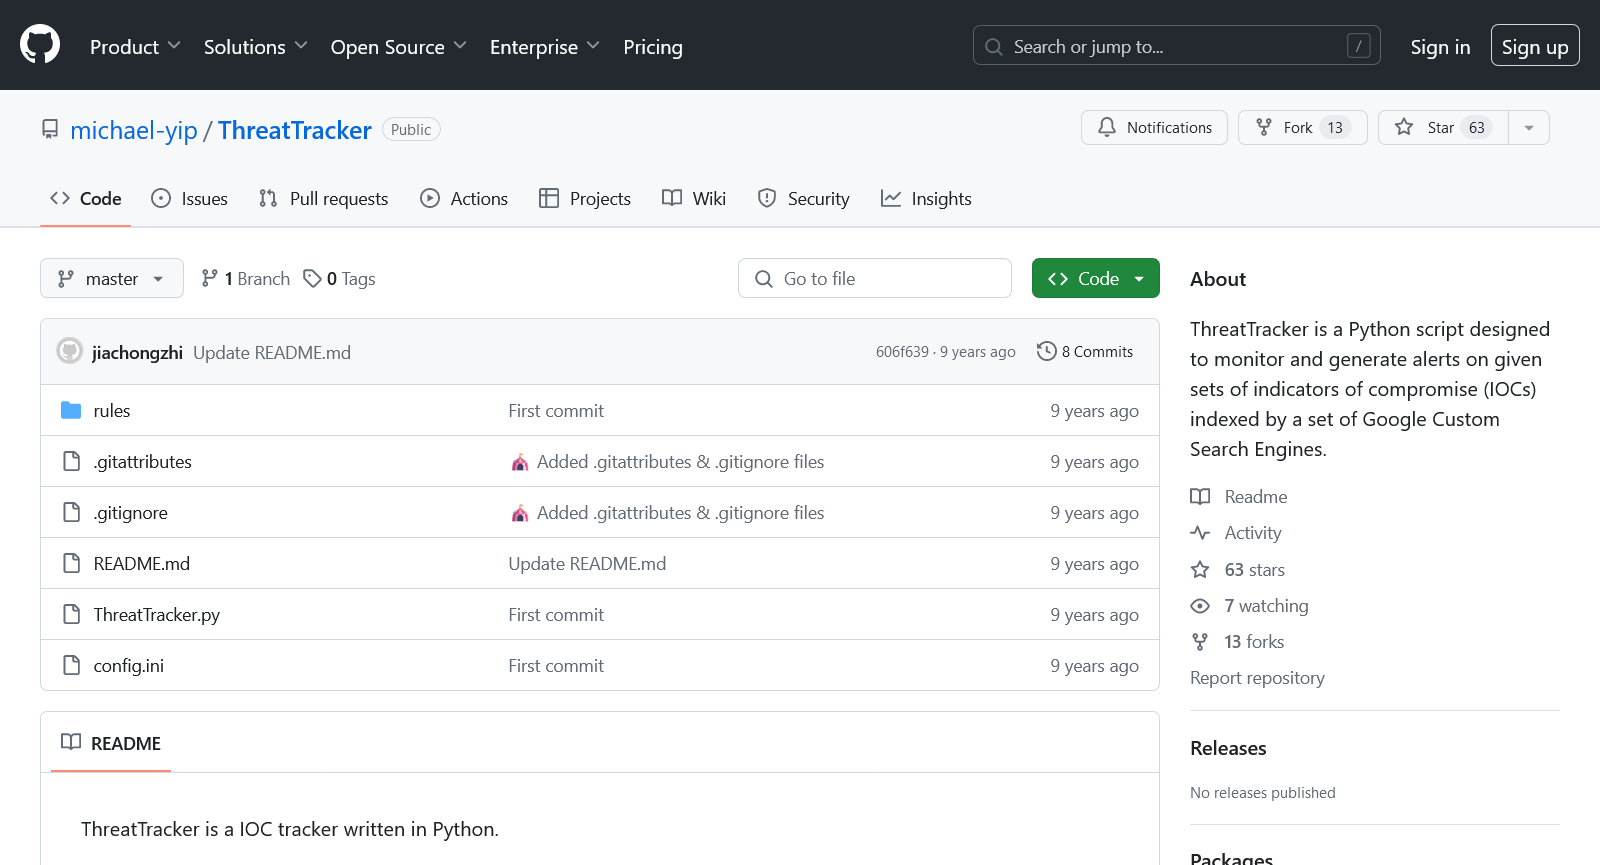 Product Solutions Open Source Enterprise Pricing Search or jump to... / Sign in Sign up
michael-yip / ThreatTracker Public Notifications Fork 13 Star 63
Code Issues Pull requests Actions Projects Wiki Security Insights
master 1 Branch 0 Tags Go to file Code
jiachongzhi Update README.md 606f639 · 9 years ago 8 Commits
rules First commit 9 years ago
.gitattributes 🎪 Added .gitattributes & .gitignore files 9 years ago
.gitignore 🎪 Added .gitattributes & .gitignore files 9 years ago
README.md Update README.md 9 years ago
ThreatTracker.py First commit 9 years ago
config.ini First commit 9 years ago
README
ThreatTracker is a IOC tracker written in Python.
About
ThreatTracker is a Python script designed
to monitor and generate alerts on given
sets of indicators of compromise (IOCs)
indexed by a set of Google Custom
Search Engines.
Readme
Activity
63 stars
7 watching
13 forks
Report repository
Releases
No releases published
Packages